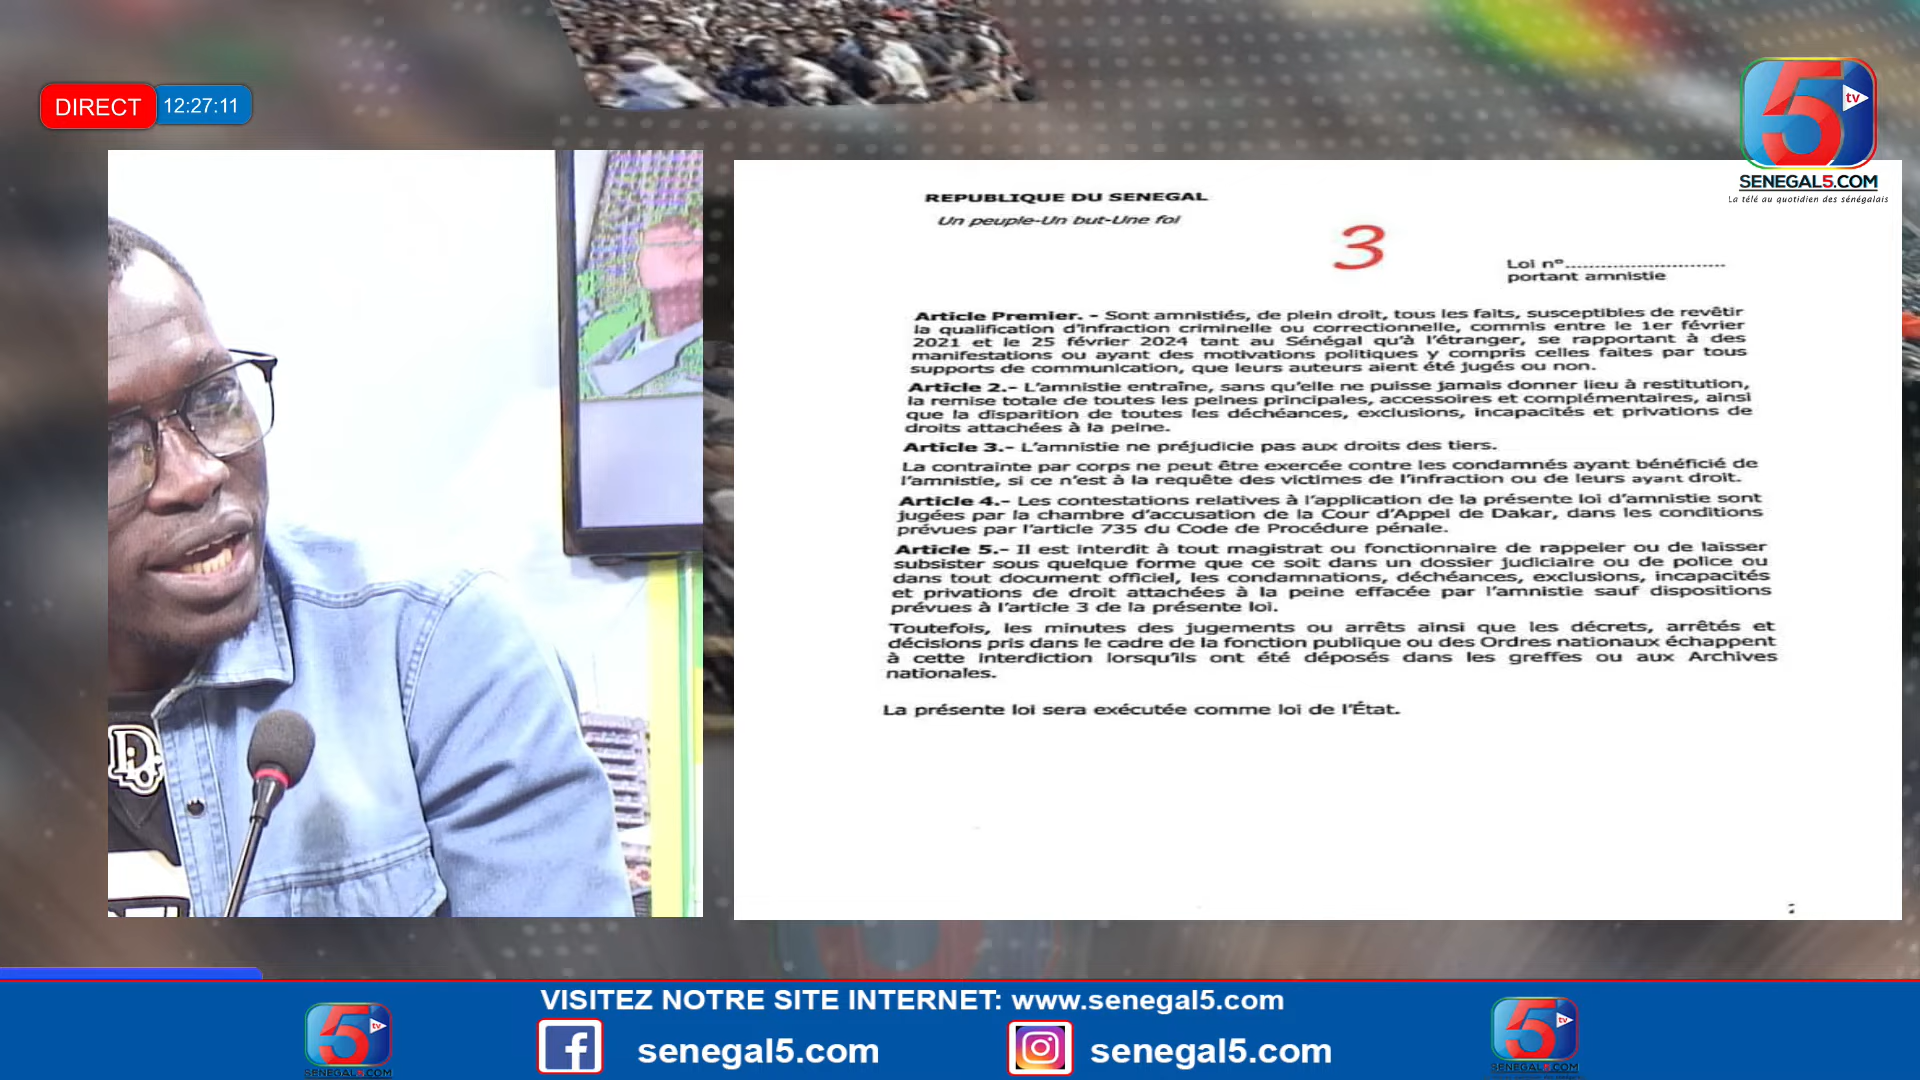 DIRECT
12:27:11
5
tv
SENEGAL5.COM
La télé au quotidien des sénégalais
REPUBLIQUE DU SENEGAL
Un peuple-Un but-Une foi
3
Loi n°...........................
portant amnistie
Article Premier. - Sont amnistiés, de plein droit, tous les faits, susceptibles de revêtir
la qualification d'infraction criminelle ou correctionnelle, commis entre le 1er février
2021 et le 25 février 2024 tant au Sénégal qu'à l'étranger, se rapportant à des
manifestations ou ayant des motivations politiques y compris celles faites par tous
supports de communication, que leurs auteurs aient été jugés ou non.
Article 2.- L'amnistie entraîne, sans qu'elle ne puisse jamais donner lieu à restitution,
la remise totale de toutes les peines principales, accessoires et complémentaires, ainsi
que la disparition de toutes les déchéances, exclusions, incapacités et privations de
droits attachées à la peine.
Article 3.- L'amnistie ne préjudicie pas aux droits des tiers.
La contrainte par corps ne peut être exercée contre les condamnés ayant bénéficié de
l'amnistie, si ce n'est à la requête des victimes de l'infraction ou de leurs ayant droit.
Article 4.- Les contestations relatives à l'application de la présente loi d'amnistie sont
jugées par la chambre d'accusation de la Cour d'Appel de Dakar, dans les conditions
prévues par l'article 735 du Code de Procédure pénale.
Article 5.- Il est interdit à tout magistrat ou fonctionnaire de rappeler ou de laisser
subsister sous quelque forme que ce soit dans un dossier judiciaire ou de police ou
dans tout document officiel, les condamnations, déchéances, exclusions, incapacités
et privations de droit attachées à la peine effacée par l'amnistie sauf dispositions
prévues à l'article 3 de la présente loi.
Toutefois, les minutes des jugements ou arrêts ainsi que les décrets, arrêtés et
décisions pris dans le cadre de la fonction publique ou des Ordres nationaux échappent
à cette interdiction lorsqu'ils ont été déposés dans les greffes ou aux Archives
nationales.
La présente loi sera exécutée comme loi de l'État.
VISITEZ NOTRE SITE INTERNET: www.senegal5.com
5
tv
SENEGAL5.COM
senegal5.com
senegal5.com
5
tv
SENEGAL5.COM